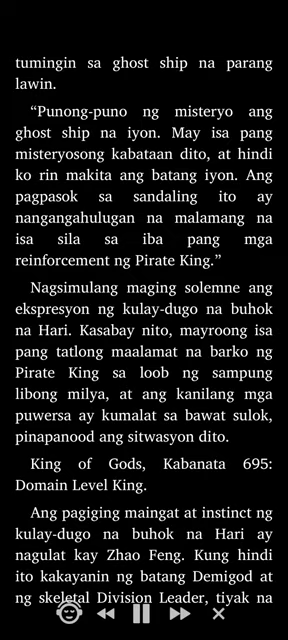 tumingin sa ghost ship na parang
lawin.
“Punong-puno ng misteryo ang
ghost ship na iyon. May isa pang
misteryosong kabataan dito, at hindi
ko rin makita ang batang iyon. Ang
pagpasok sa sandaling ito ay
nangangahulugan na malamang na
isa sila sa iba pang mga
reinforcement ng Pirate King.”
Nagsimulang maging solemne ang
ekspresyon ng kulay-dugo na buhok
na Hari. Kasabay nito, mayroong isa
pang tatlong maalamat na barko ng
Pirate King sa loob ng sampung
libong milya, at ang kanilang mga
puwersa ay kumalat sa bawat sulok,
pinapanood ang sitwasyon dito.
King of Gods, Kabanata 695:
Domain Level King.
Ang pagiging maingat at instinct ng
kulay-dugo na buhok na Hari ay
nagulat kay Zhao Feng. Kung hindi
ito kakayanin ng batang Demigod at
ng skeletal Division Leader, tiyak na